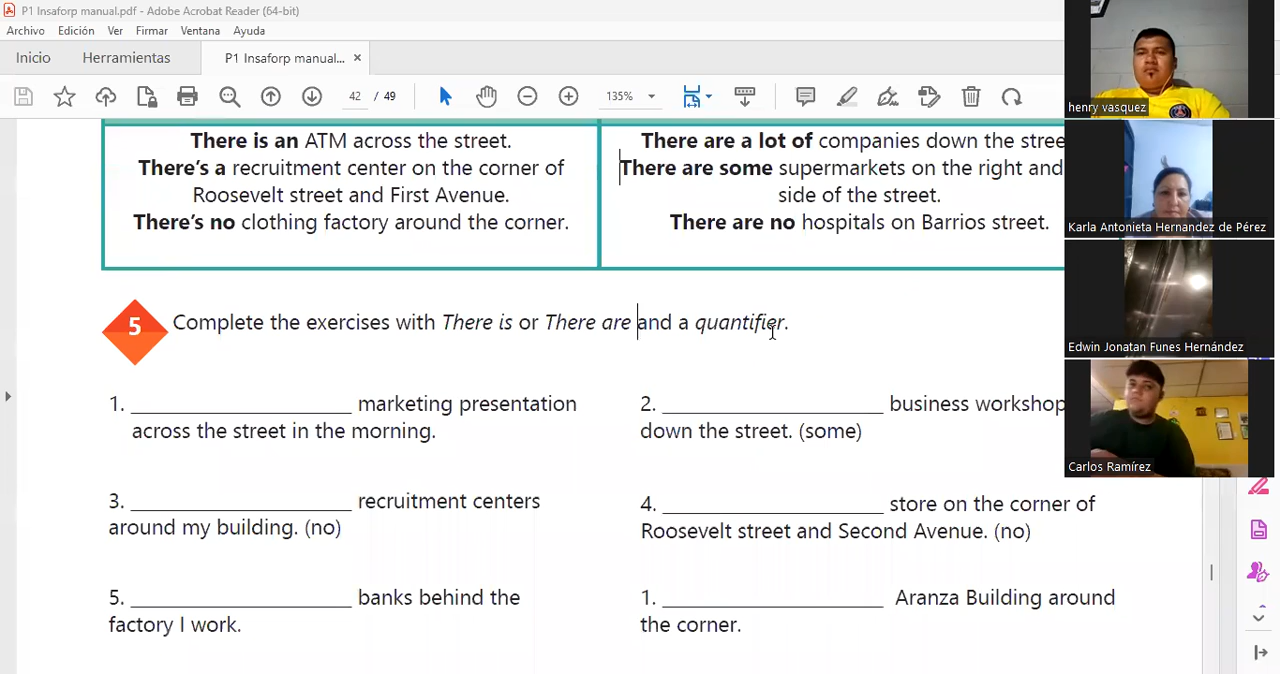 P1 Insaforp manual.pdf - Adobe Acrobat Reader (64-bit)
Archivo Edición Ver Firmar Ventana Ayuda
Inicio Herramientas P1 Insaforp manual... ×
42 / 49 135%
There is an ATM across the street.
There's a recruitment center on the corner of
Roosevelt street and First Avenue.
There's no clothing factory around the corner.
There are a lot of companies down the stree
There are some supermarkets on the right and
side of the street.
There are no hospitals on Barrios street.
5 Complete the exercises with There is or There are and a quantifier.
1. ____________________ marketing presentation
across the street in the morning.
2. ____________________ business workshop
down the street. (some)
3. ____________________ recruitment centers
around my building. (no)
4. ____________________ store on the corner of
Roosevelt street and Second Avenue. (no)
5. ____________________ banks behind the
factory I work.
1. ____________________ Aranza Building around
the corner.
henry vasquez
Karla Antonieta Hernandez de Pérez
Edwin Jonatan Funes Hernández
Carlos Ramírez